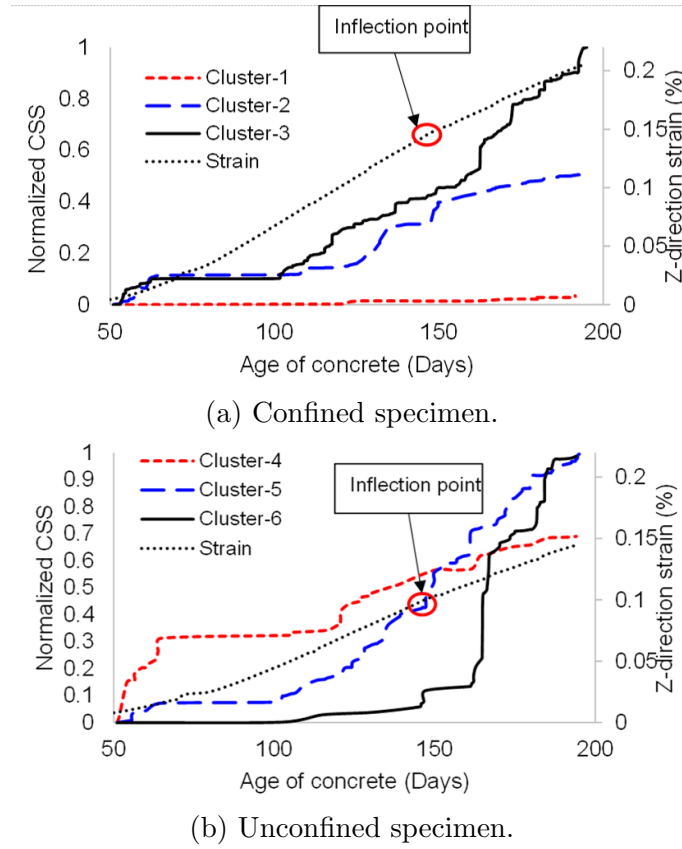 Inflection point
1
0.8
0.6
0.4
0.2
0
Normalized CSS
Cluster-1
Cluster-2
Cluster-3
Strain
0.2
0.15
0.1
0.05
0
Z-direction strain (%)
50
100
150
200
Age of concrete (Days)
(a) Confined specimen.
1
0.9
0.8
0.7
0.6
0.5
0.4
0.3
0.2
0.1
0
Normalized CSS
Cluster-4
Cluster-5
Cluster-6
Strain
Inflection point
0.2
0.15
0.1
0.05
0
Z-direction strain (%)
50
100
150
200
Age of concrete (Days)
(b) Unconfined specimen.